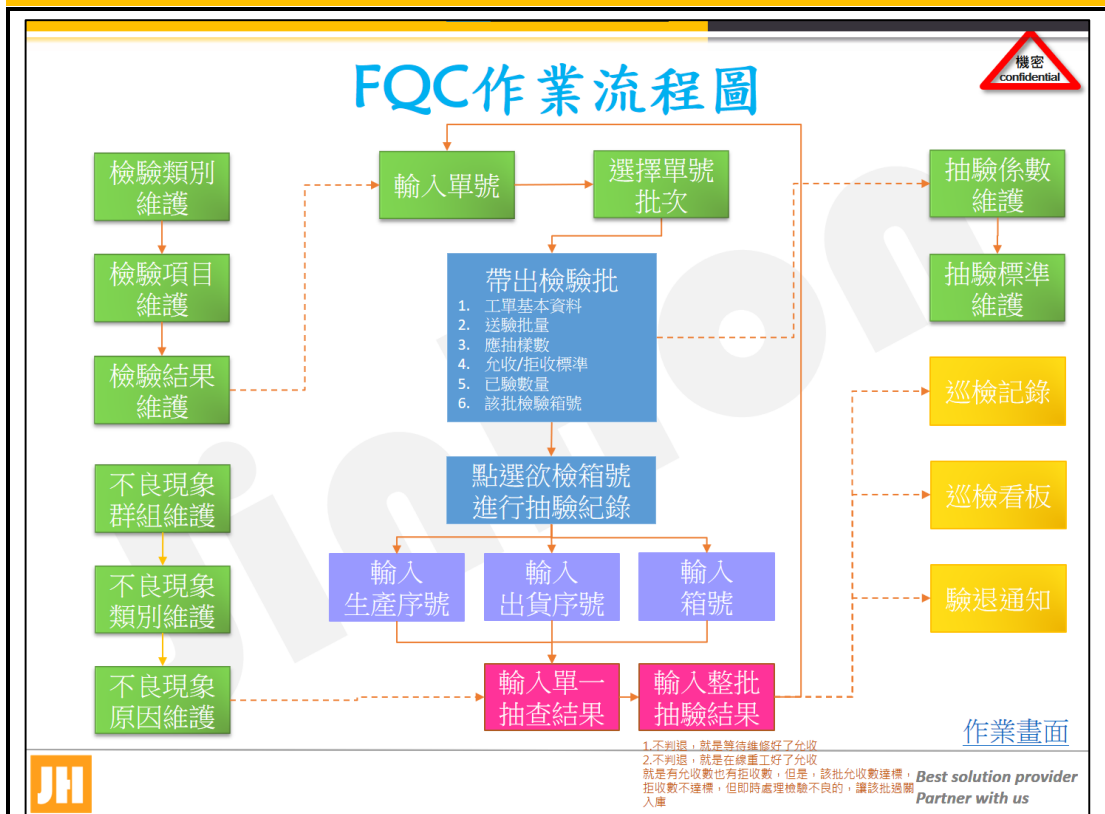 機密
confidential
FQC作業流程圖
檢驗類別
維護
輸入單號
選擇單號
批次
抽驗係數
維護
檢驗項目
維護
帶出檢驗批
1. 工單基本資料
2. 送驗批量
3. 應抽樣數
4. 允收/拒收標準
5. 已驗數量
6. 該批檢驗箱號
抽驗標準
維護
檢驗結果
維護
巡檢記錄
不良現象
群組維護
點選欲檢箱號
進行抽驗紀錄
巡檢看板
不良現象
類別維護
輸入
生產序號
輸入
出貨序號
輸入
箱號
驗退通知
不良現象
原因維護
輸入單一
抽查結果
輸入整批
抽驗結果
作業畫面
1.不判退，就是等待維修好了允收
2.不判退，就是在線重工好了允收
就是有允收數也有拒收數，但是，該批允收數達標，
拒收數不達標，但即時處理檢驗不良的，讓該批過關
入庫
JH
Best solution provider
Partner with us
Jinhon